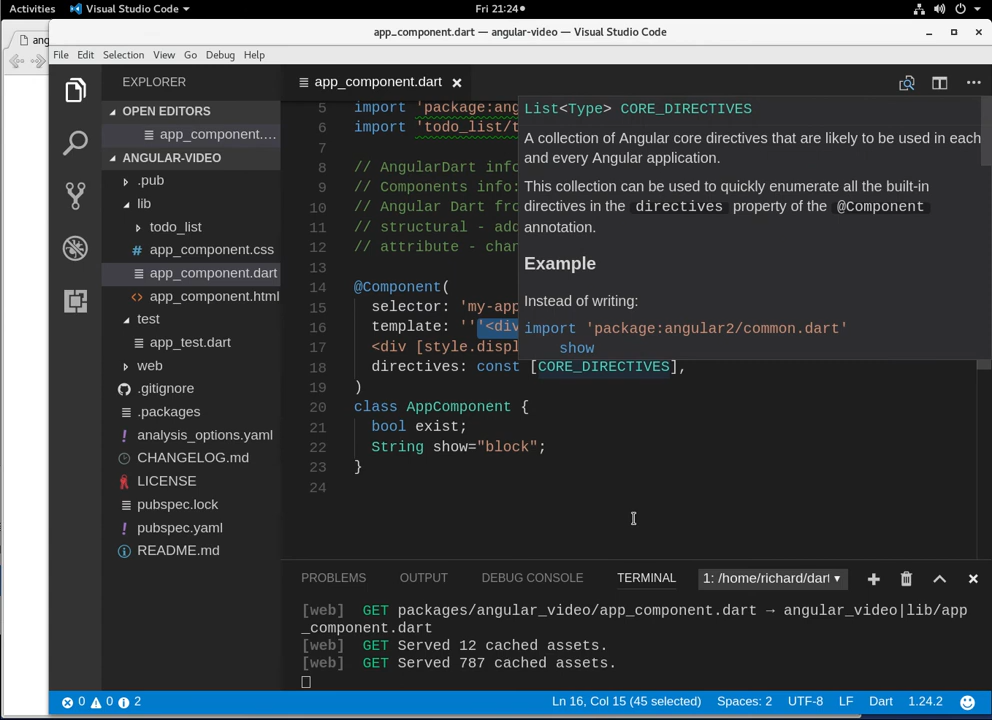 Activities Visual Studio Code Fri 21:24
app_component.dart — angular-video — Visual Studio Code
ang
File Edit Selection View Go Debug Help
EXPLORER
OPEN EDITORS
app_component....
ANGULAR-VIDEO
.pub
lib
todo_list
# app_component.css
app_component.dart
<> app_component.html
test
app_test.dart
web
.gitignore
.packages
! analysis_options.yaml
CHANGELOG.md
LICENSE
pubspec.lock
! pubspec.yaml
README.md
app_component.dart
5 import 'package:ang
6 import 'todo_list/t
7
8 // AngularDart info
9 // Components info:
10 // Angular Dart fro
11 // structural - add
12 // attribute - chan
13
14 @Component(
15 selector: 'my-app
16 template: ''''<div
17 <div [style.displ
18 directives: const [CORE_DIRECTIVES],
19 )
20 class AppComponent {
21 bool exist;
22 String show="block";
23 }
24
List<Type> CORE_DIRECTIVES
A collection of Angular core directives that are likely to be used in each
and every Angular application.
This collection can be used to quickly enumerate all the built-in
directives in the directives property of the @Component
annotation.
Example
Instead of writing:
import 'package:angular2/common.dart'
show
PROBLEMS OUTPUT DEBUG CONSOLE TERMINAL 1: /home/richard/dart
[web] GET packages/angular_video/app_component.dart → angular_video|lib/app
_component.dart
[web] GET Served 12 cached assets.
[web] GET Served 787 cached assets.
0 0 2 Ln 16, Col 15 (45 selected) Spaces: 2 UTF-8 LF Dart 1.24.2